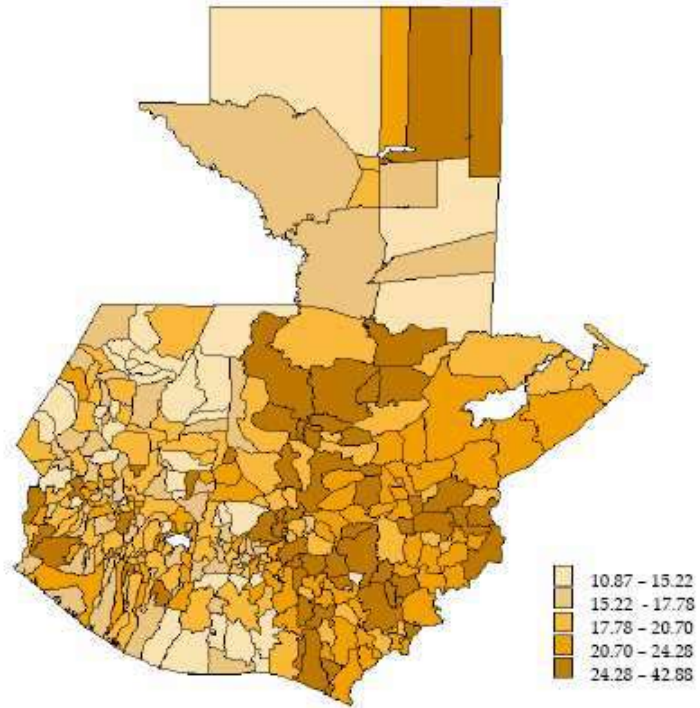 10.87 – 15.22
15.22 – 17.78
17.78 – 20.70
20.70 – 24.28
24.28 – 42.88